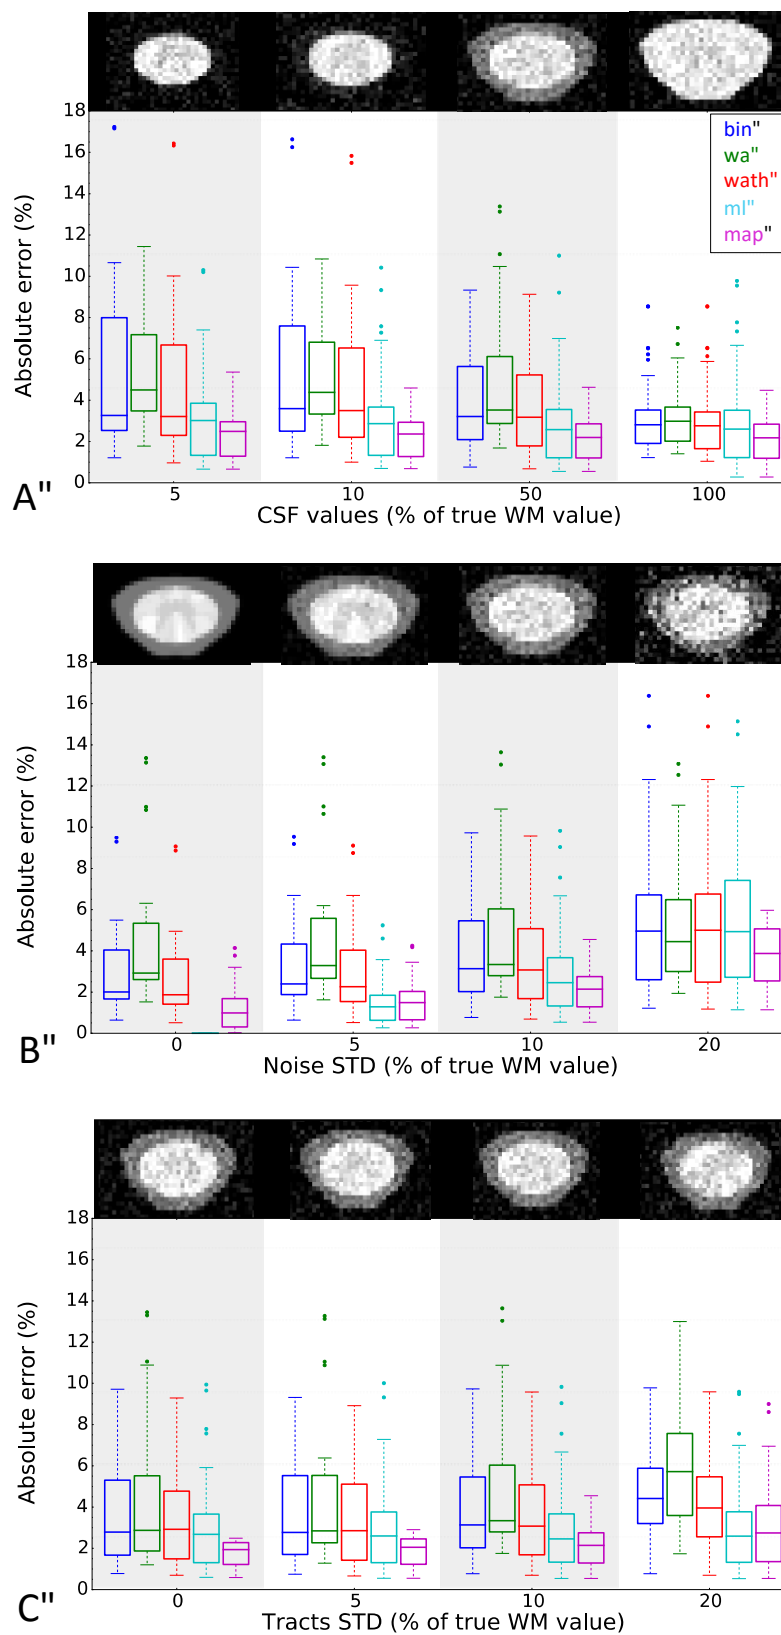 18
16
14
12
10
8
6
4
2
0
Absolute error (%)
bin"
wa"
wath"
ml"
map"
5 10 50 100
CSF values (% of true WM value)
A"
18
16
14
12
10
8
6
4
2
0
Absolute error (%)
0 5 10 20
Noise STD (% of true WM value)
B"
18
16
14
12
10
8
6
4
2
0
Absolute error (%)
0 5 10 20
Tracts STD (% of true WM value)
C"